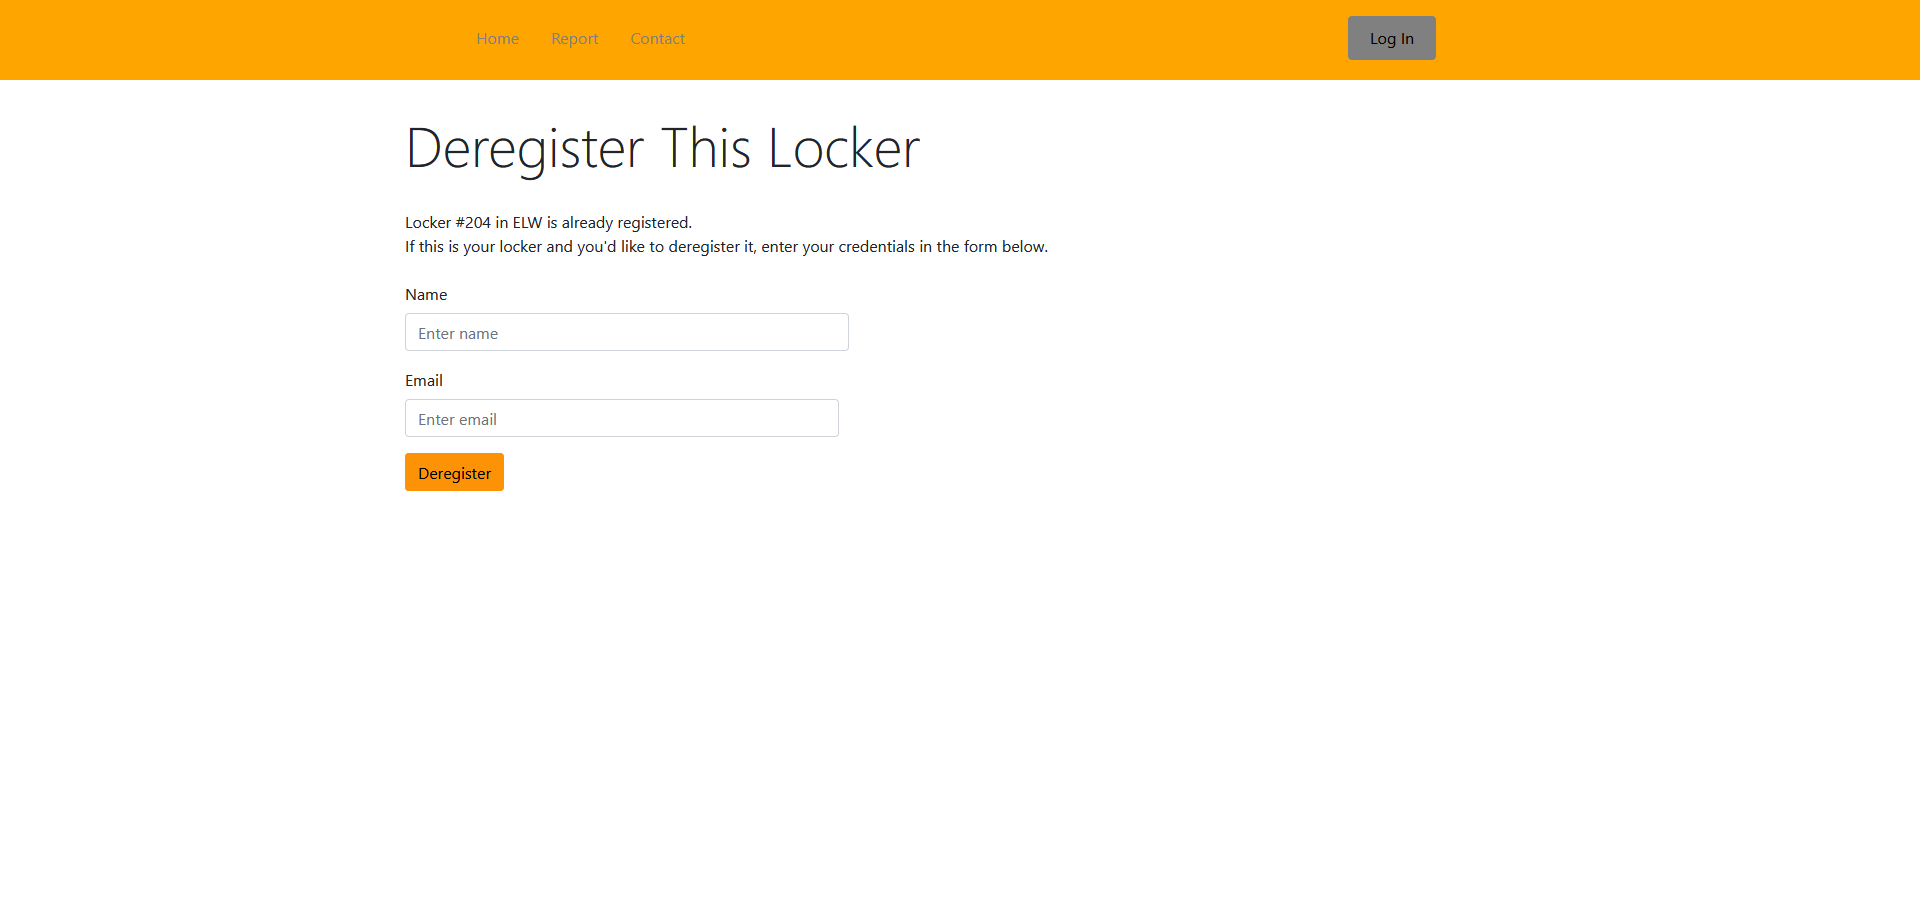 Home Report Contact Log In
Deregister This Locker
Locker #204 in ELW is already registered.
If this is your locker and you'd like to deregister it, enter your credentials in the form below.
Name
Enter name
Email
Enter email
Deregister